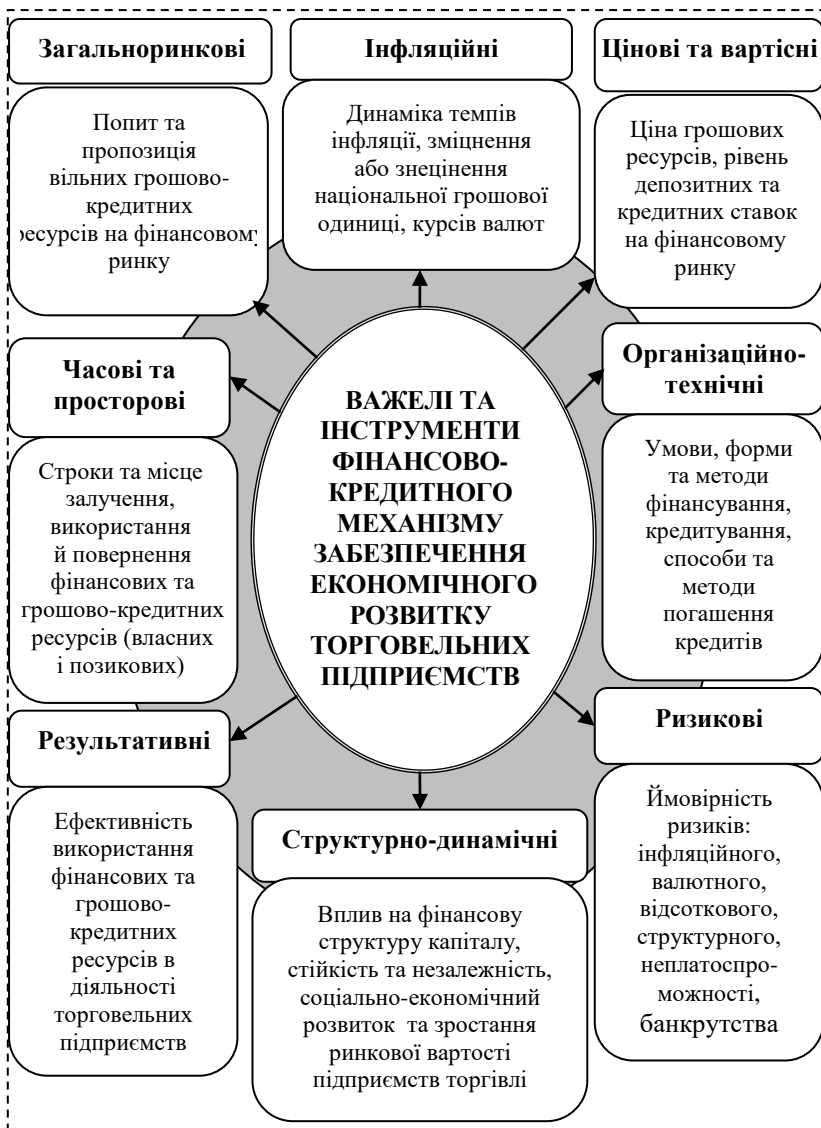 Загальноринкові
Попит та
пропозиція
вільних грошово-
кредитних
ресурсів на фінансовому
ринку
Інфляційні
Динаміка темпів
інфляції, зміцнення
або знецінення
національної грошової
одиниці, курсів валют
Цінові та вартісні
Ціна грошових
ресурсів, рівень
депозитних та
кредитних ставок
на фінансовому
ринку
Часові та
просторові
Строки та місце
залучення,
використання
й повернення
фінансових та
грошово-кредитних
ресурсів (власних
і позикових)
ВАЖЕЛІ ТА
ІНСТРУМЕНТИ
ФІНАНСОВО-
КРЕДИТНОГО
МЕХАНІЗМУ
ЗАБЕЗПЕЧЕННЯ
ЕКОНОМІЧНОГО
РОЗВИТКУ
ТОРГОВЕЛЬНИХ
ПІДПРИЄМСТВ
Організаційно-
технічні
Умови, форми
та методи
фінансування,
кредитування,
способи та
методи
погашення
кредитів
Результативні
Ефективність
використання
фінансових та
грошово-
кредитних
ресурсів в
діяльності
торговельних
підприємств
Структурно-динамічні
Вплив на фінансову
структуру капіталу,
стійкість та незалежність,
соціально-економічний
розвиток та зростання
ринкової вартості
підприємств торгівлі
Ризикові
Ймовірність
ризиків:
інфляційного,
валютного,
відсоткового,
структурного,
неплатоспро-
можності,
банкрутства